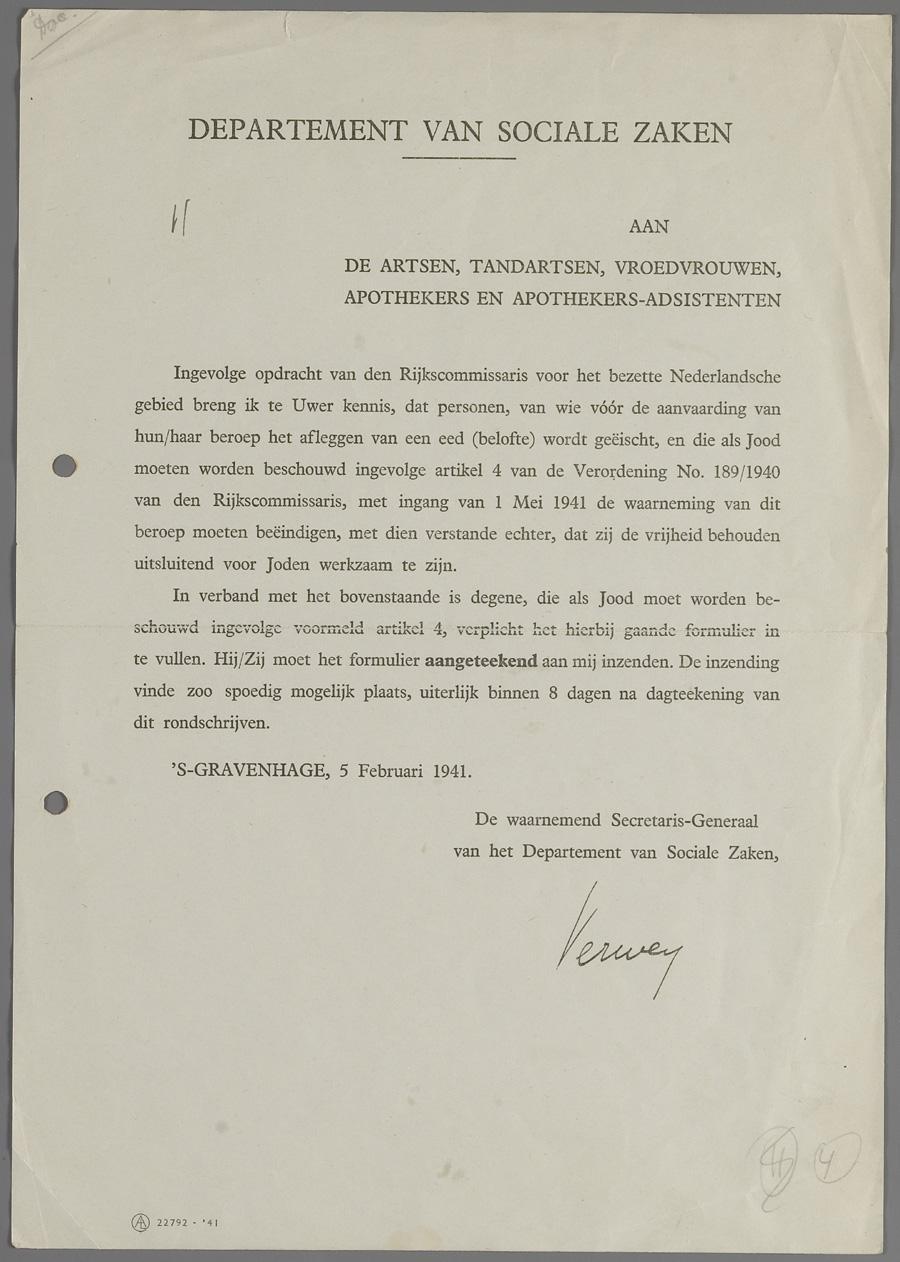 Doc.
DEPARTEMENT VAN SOCIALE ZAKEN
AAN
DE ARTSEN, TANDARTSEN, VROEDVROUWEN,
APOTHEKERS EN APOTHEKERS-ADSISTENTEN
Ingevolge opdracht van den Rijkscommissaris voor het bezette Nederlandsche
gebied breng ik te Uwer kennis, dat personen, van wie vóór de aanvaarding van
hun/haar beroep het afleggen van een eed (belofte) wordt geëischt, en die als Jood
moeten worden beschouwd ingevolge artikel 4 van de Verordening No. 189/1940
van den Rijkscommissaris, met ingang van 1 Mei 1941 de waarneming van dit
beroep moeten beëindigen, met dien verstande echter, dat zij de vrijheid behouden
uitsluitend voor Joden werkzaam te zijn.
In verband met het bovenstaande is degene, die als Jood moet worden be-
schouwd ingevolge voormeld artikel 4, verplicht het hierbij gaande formulier in
te vullen. Hij/Zij moet het formulier aangeteekend aan mij inzenden. De inzending
vinde zoo spoedig mogelijk plaats, uiterlijk binnen 8 dagen na dagteekening van
dit rondschrijven.
'S-GRAVENHAGE, 5 Februari 1941.
De waarnemend Secretaris-Generaal
van het Departement van Sociale Zaken,
Verwey
4
22792 - '41